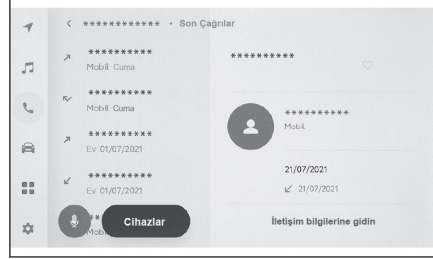 ************ • Son Çağrılar
**********
Mobil Cuma
**********
Mobil Cuma
**********
Ev 01/07/2021
**********
Ev 01/07/2021
**
Mobi
Cihazlar
**********
**********
Mobil
21/07/2021
21/07/2021
İletişim bilgilerine gidin